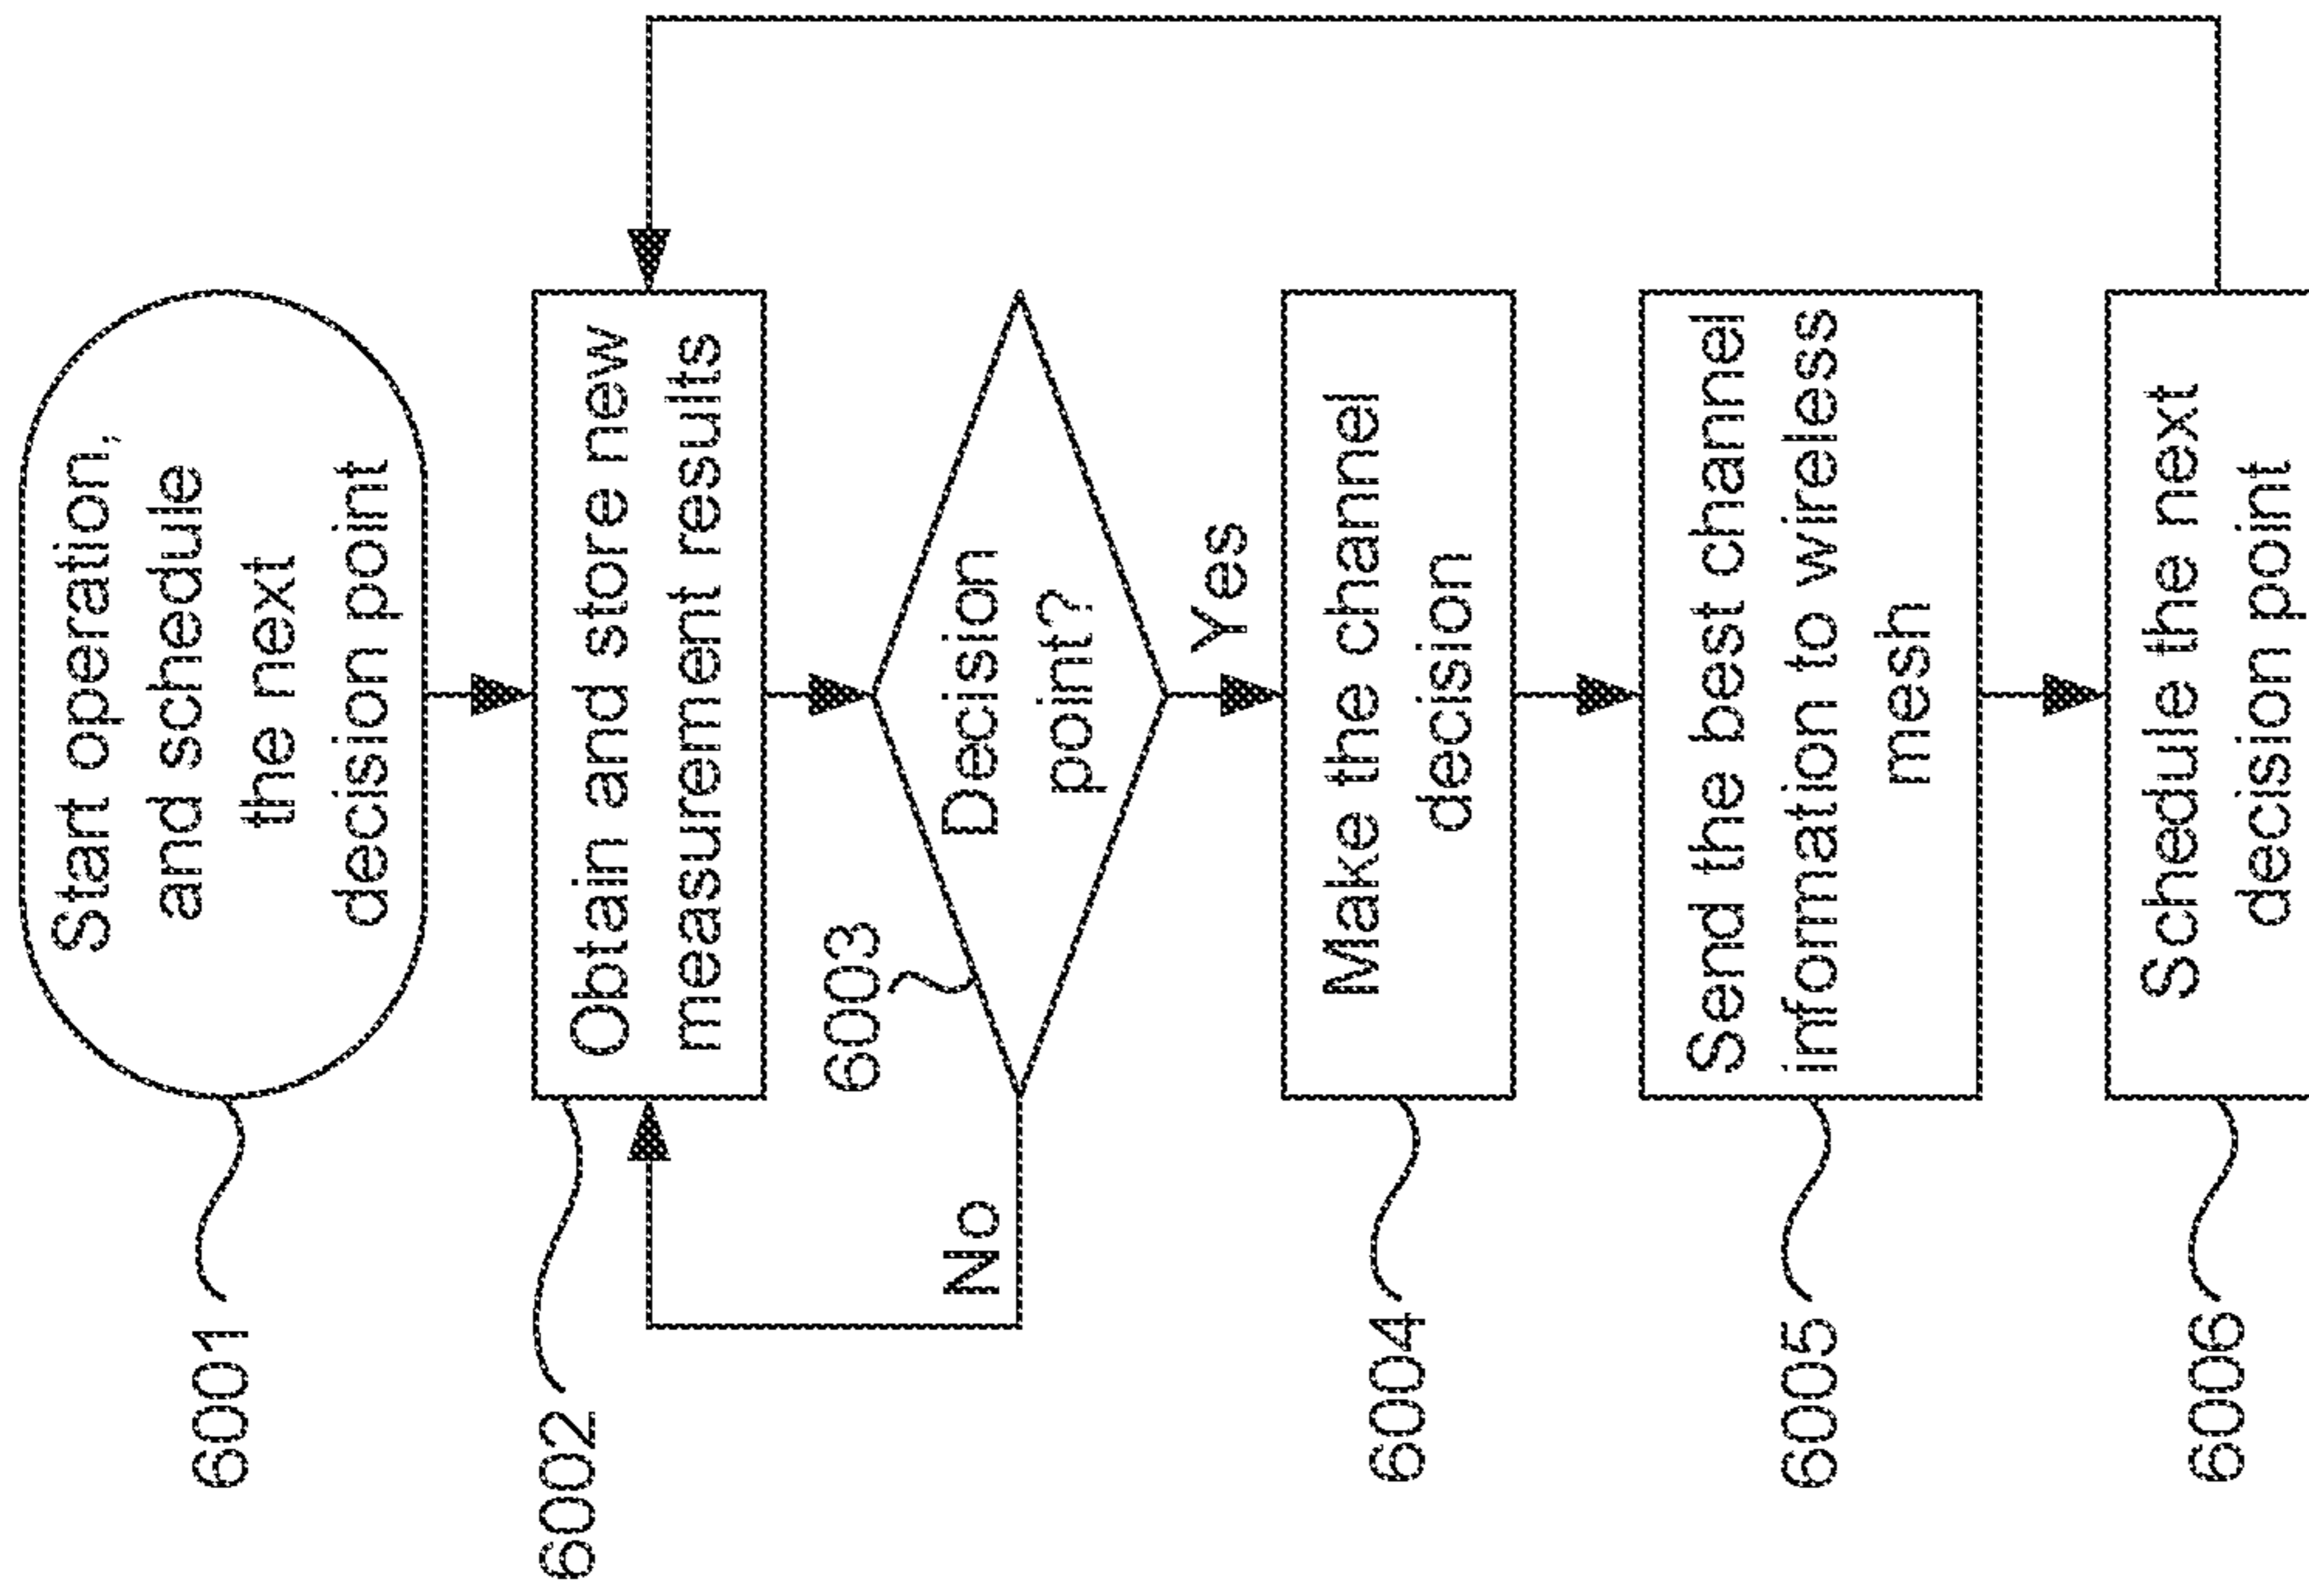 6001
Start operation,
and schedule
the next
decision point
6002
Obtain and store new
measurement results
6003
Decision
point?
No
Yes
6004
Make the channel
decision
6005
Send the best channel
information to wireless
mesh
6006
Schedule the next
decision point